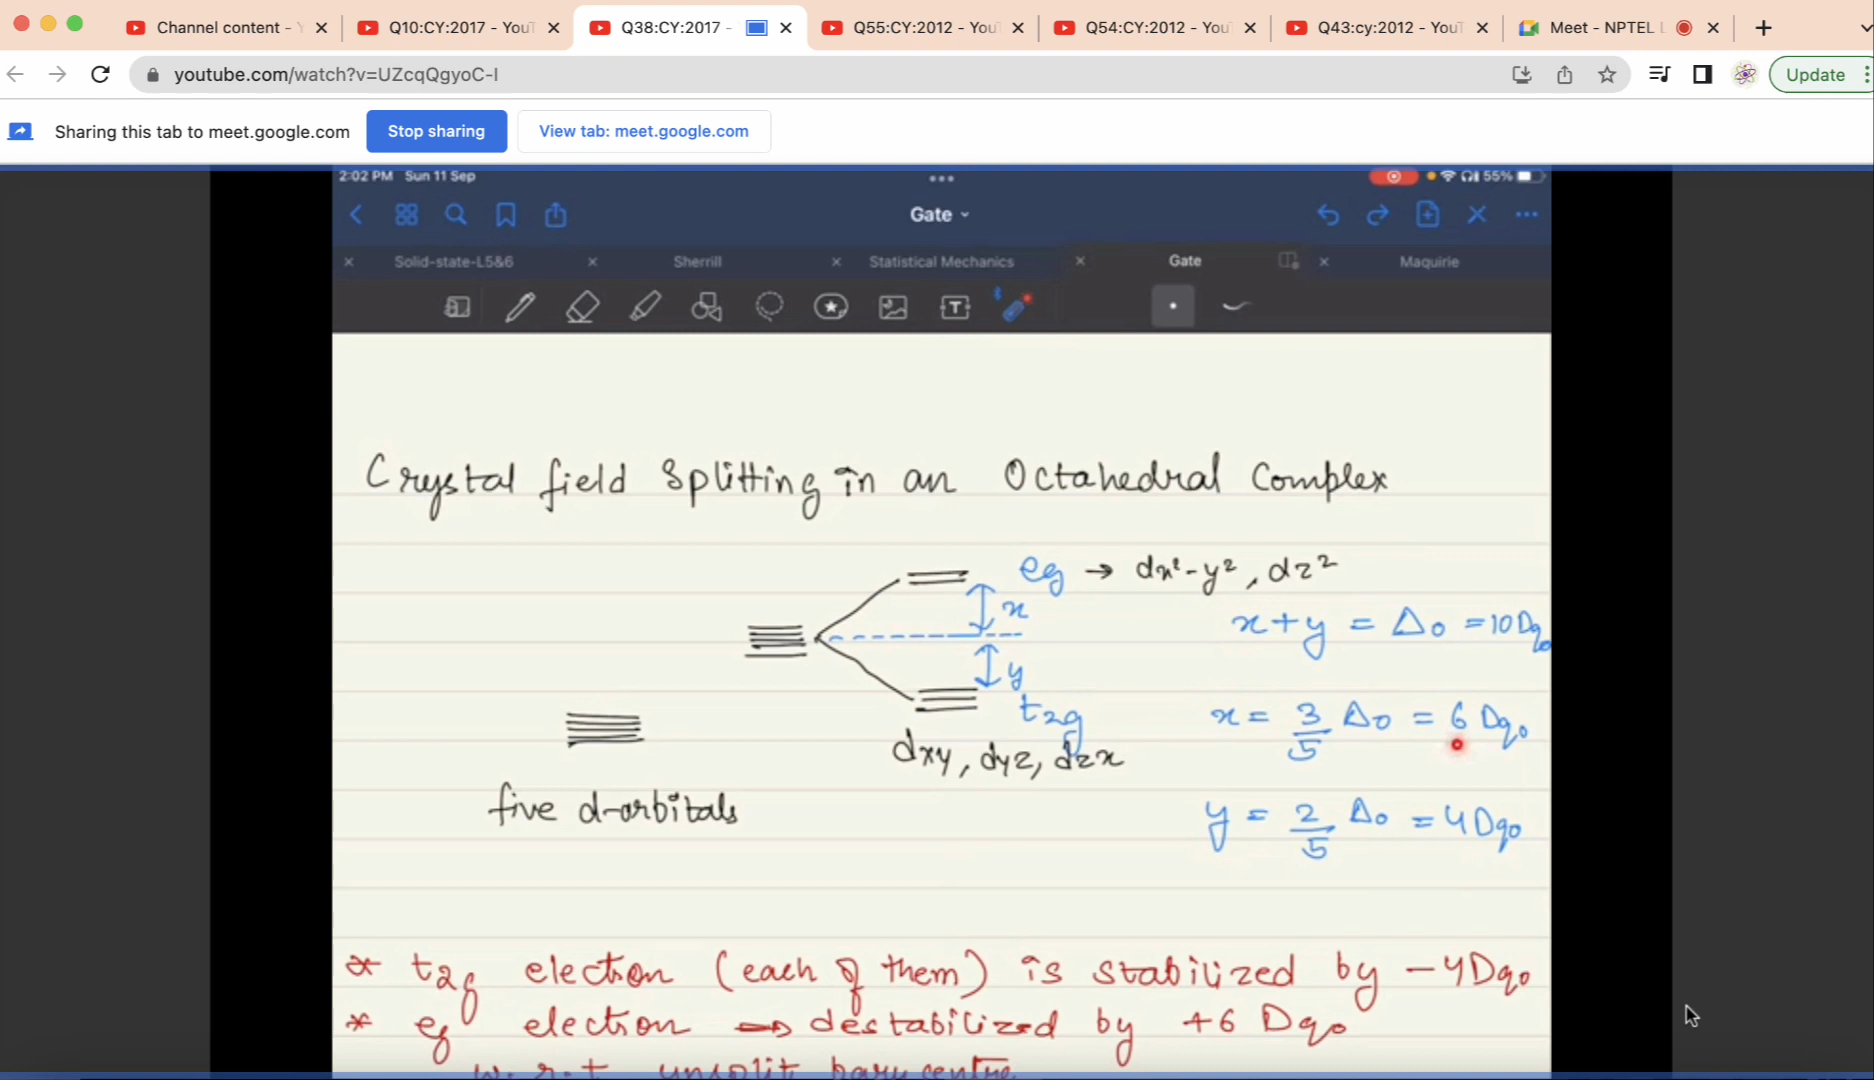 Channel content -
Q10:CY:2017 - YouT
Q38:CY:2017 -
Q55:CY:2012 - YouT
Q54:CY:2012 - YouT
Q43:cy:2012 - YouT
Meet - NPTEL L
youtube.com/watch?v=UZcqQgyoC-I
Update
Sharing this tab to meet.google.com
Stop sharing
View tab: meet.google.com
2:02 PM Sun 11 Sep
55%
Gate
Solid-state-L5&6
Sherrill
Statistical Mechanics
Gate
Maquirie
Crystal field Splitting in an Octahedral Complex
eg → dx²-y², dz²
x
x+y = Δo = 10Dqo
y
t2g
x = 3/5 Δo = 6 Dqo
dxy, dyz, dzx
five d-orbitals
y = 2/5 Δo = 4Dqo
* t2g electron (each of them) is stabilized by -4Dqo
* eg electron → destabilized by +6 Dqo
w.r.t unsplit bary centre